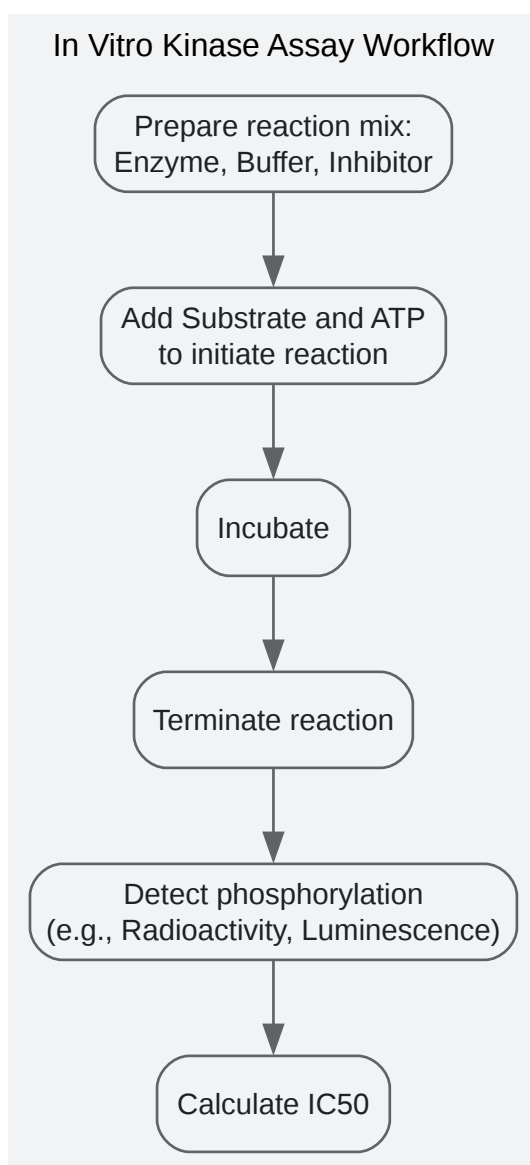 In Vitro Kinase Assay Workflow
Prepare reaction mix:
Enzyme, Buffer, Inhibitor
Add Substrate and ATP
to initiate reaction
Incubate
Terminate reaction
Detect phosphorylation
(e.g., Radioactivity, Luminescence)
Calculate IC50